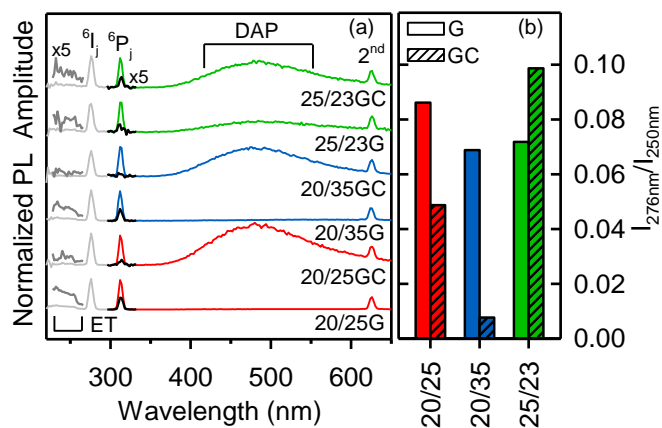 (a)
x5
⁶Iⱼ
⁶Pⱼ
x5
DAP
2ⁿᵈ
25/23GC
25/23G
20/35GC
20/35G
20/25GC
20/25G
ET
Normalized PL Amplitude
300
400
500
600
Wavelength (nm)
(b)
G
GC
0.10
0.08
0.06
0.04
0.02
0.00
I276nm/I250nm
20/25
20/35
25/23